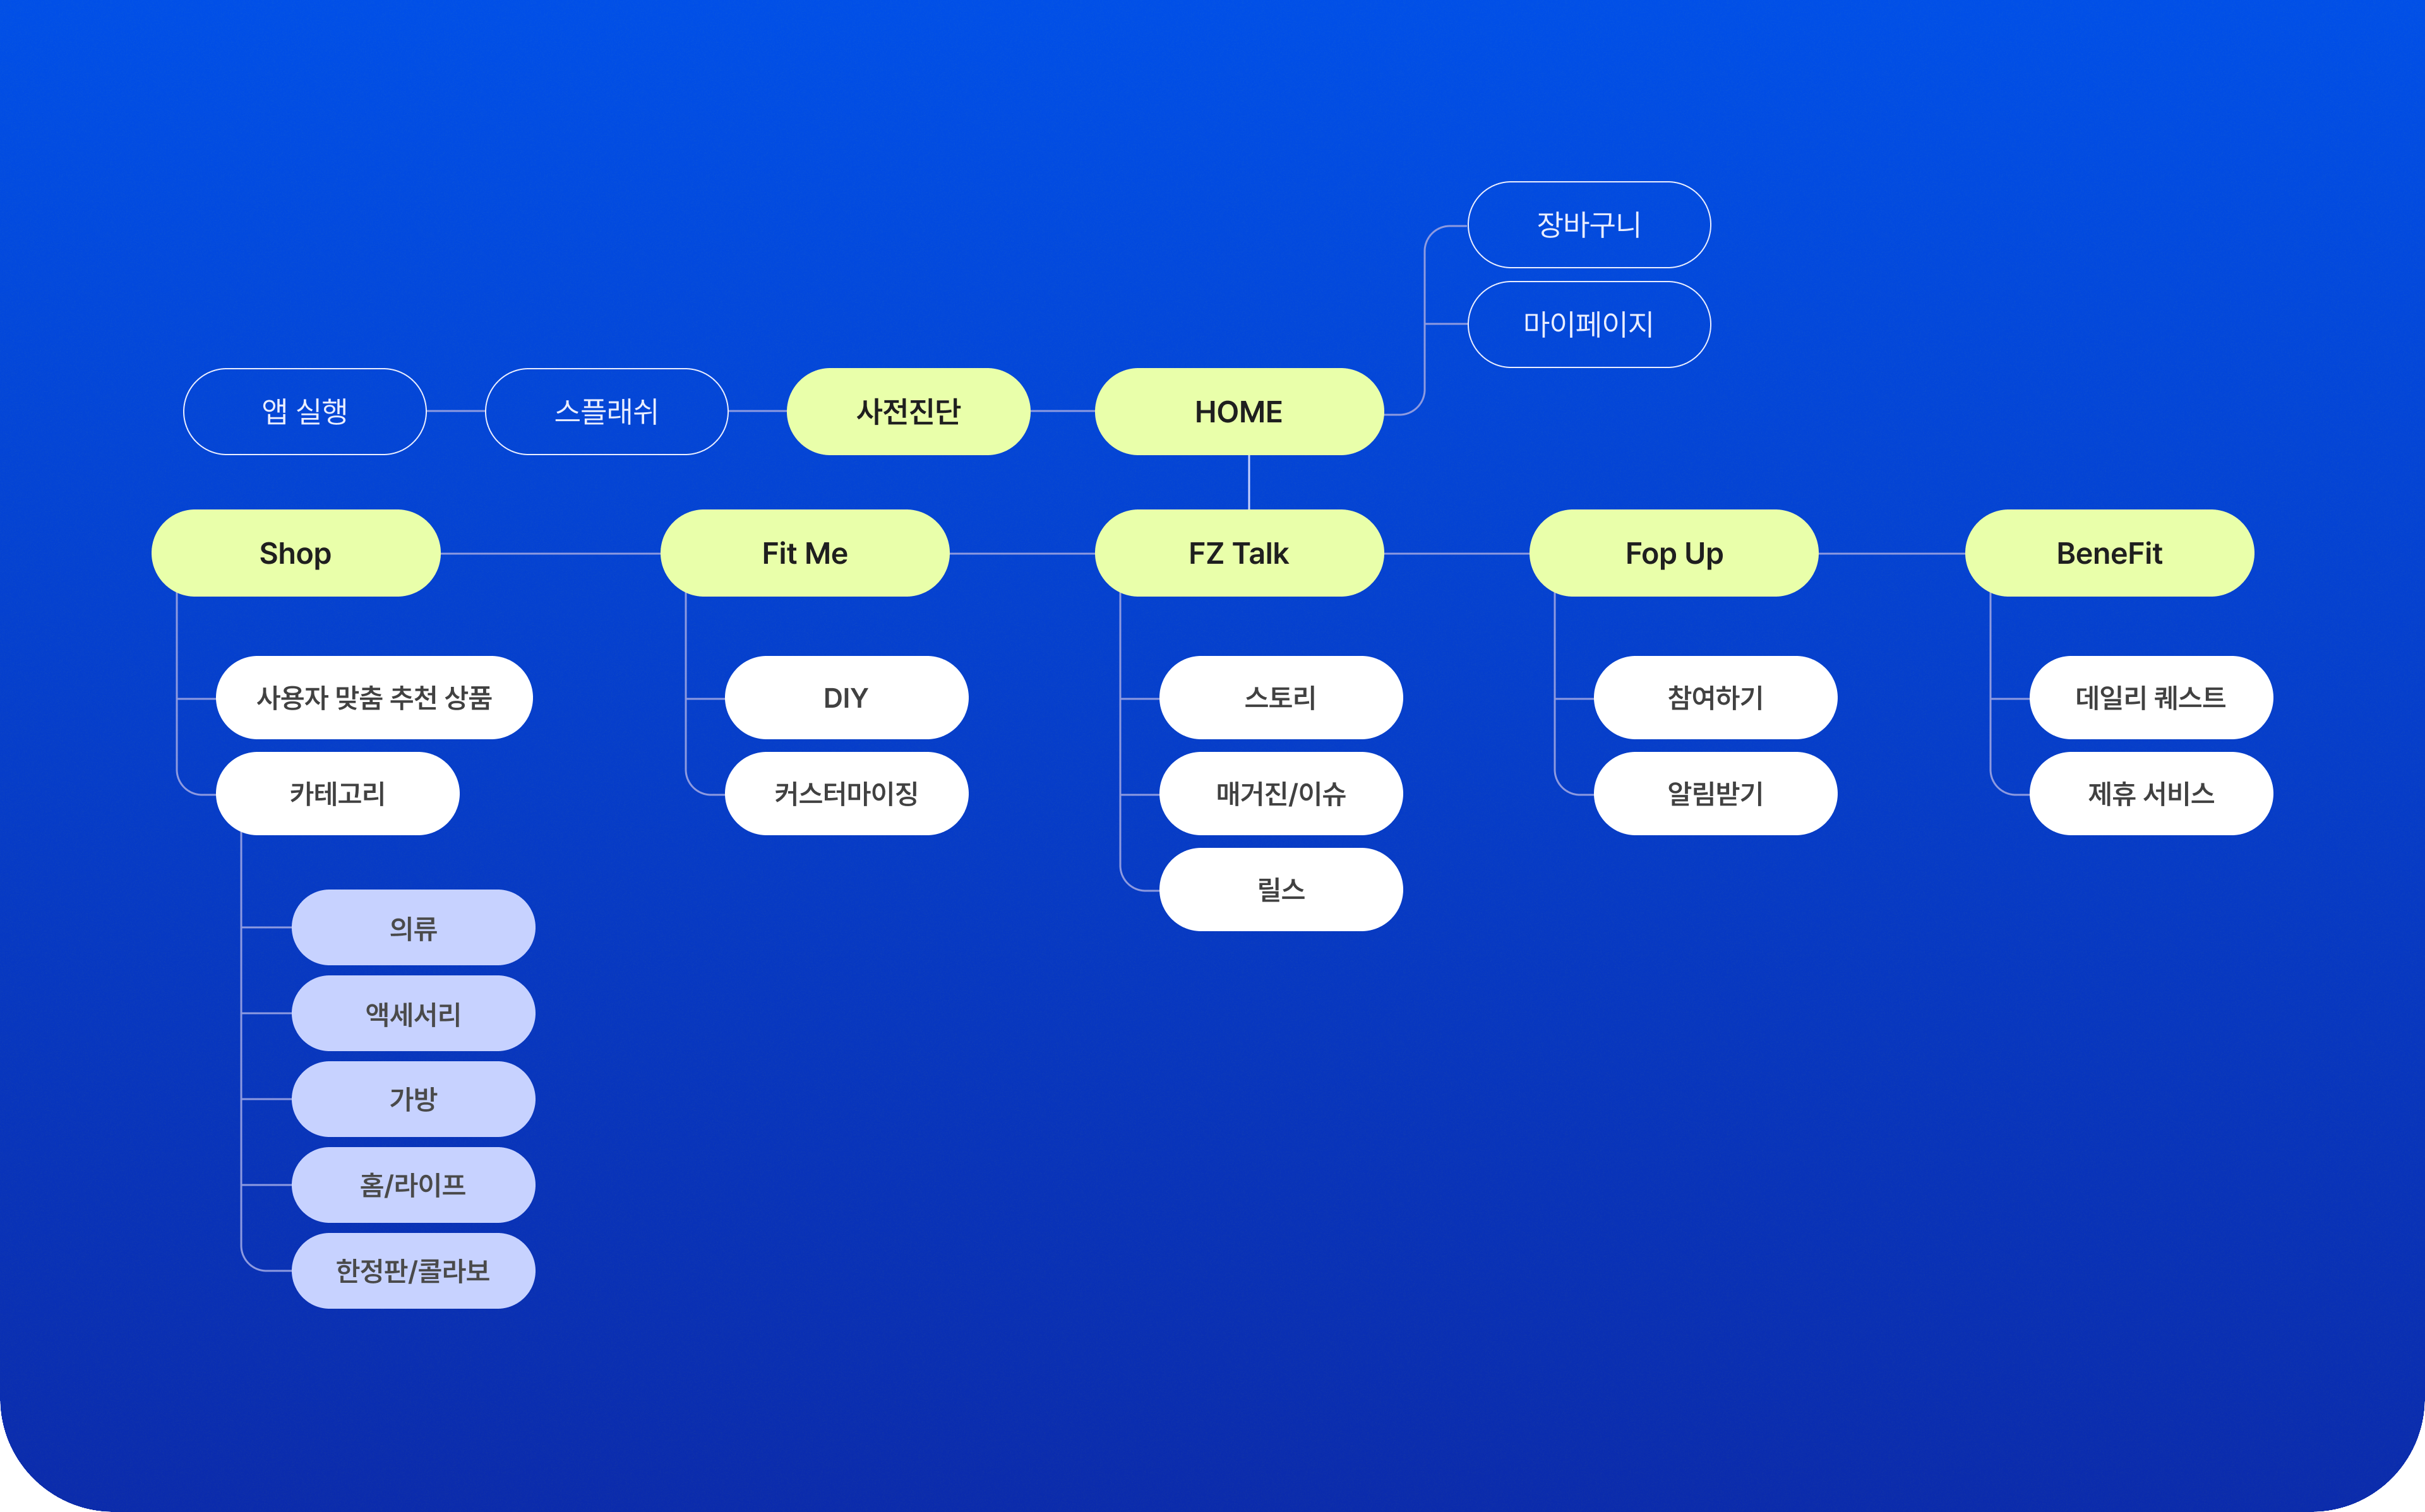 장바구니
마이페이지
앱 실행
스플래쉬
사전진단
HOME
Shop
Fit Me
FZ Talk
Fop Up
BeneFit
사용자 맞춤 추천 상품
DIY
스토리
참여하기
데일리 퀘스트
카테고리
커스터마이징
매거진/이슈
알림받기
제휴 서비스
릴스
의류
액세서리
가방
홈/라이프
한정판/콜라보